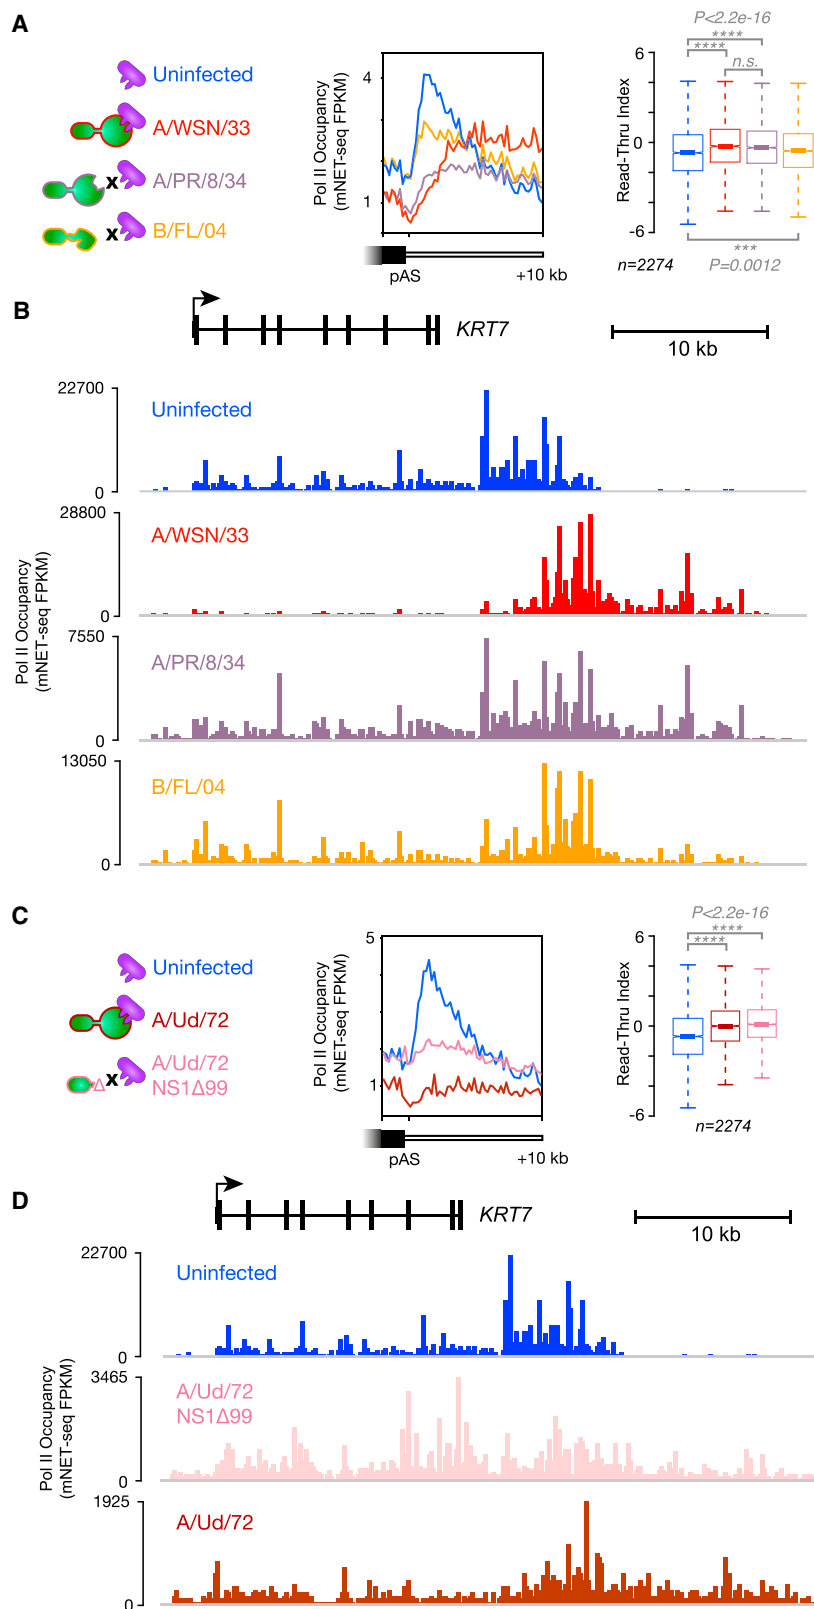 A
Uninfected
A/WSN/33
x A/PR/8/34
x B/FL/04
Pol II Occupancy
(mNET-seq FPKM)
4
1
pAS
+10 kb
P<2.2e-16
****
****
n.s.
Read-Thru Index
6
0
-6
***
n=2274
P=0.0012
B
KRT7
10 kb
Pol II Occupancy
(mNET-seq FPKM)
22700
Uninfected
0
28800
A/WSN/33
0
7550
A/PR/8/34
0
13050
B/FL/04
0
C
Uninfected
A/Ud/72
Δ x A/Ud/72
NS1Δ99
Pol II Occupancy
(mNET-seq FPKM)
5
1
pAS
+10 kb
P<2.2e-16
****
****
Read-Thru Index
6
0
-6
n=2274
D
KRT7
10 kb
Pol II Occupancy
(mNET-seq FPKM)
22700
Uninfected
0
3465
A/Ud/72
NS1Δ99
0
1925
A/Ud/72
0